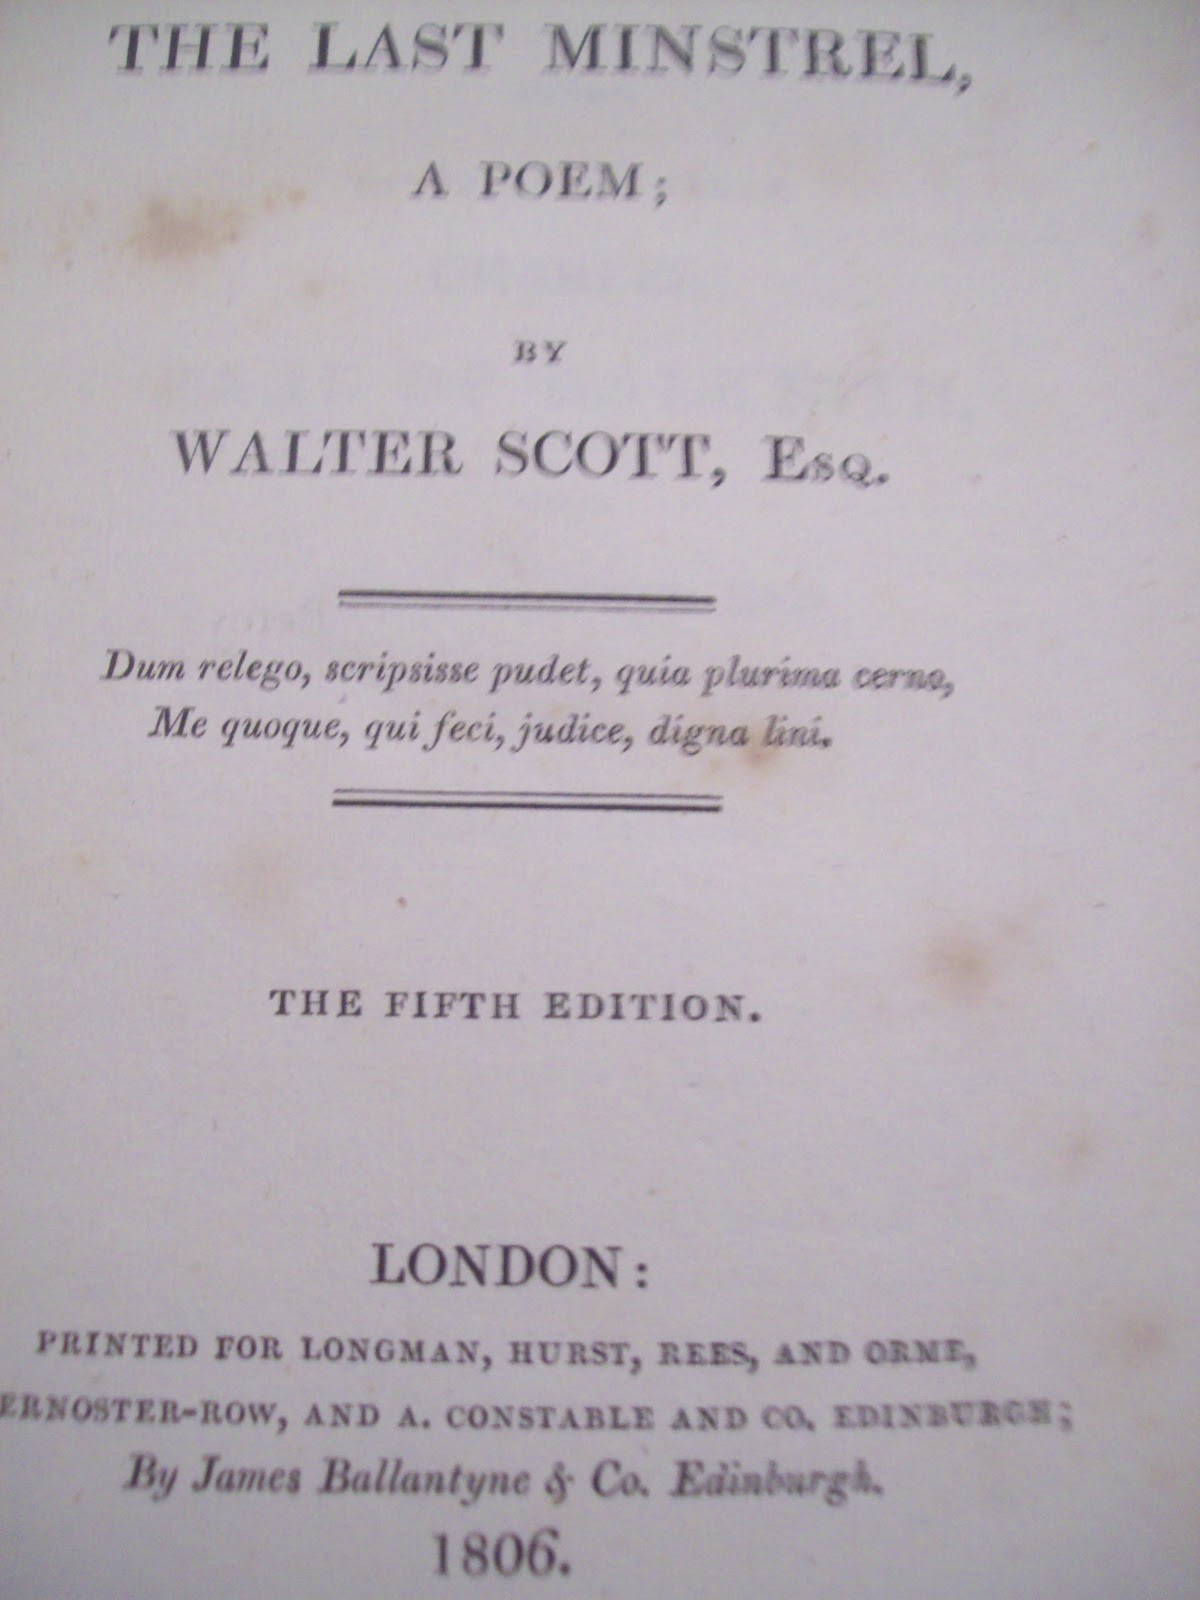 THE LAST MINSTREL,
A POEM;
BY
WALTER SCOTT, ESQ.
Dum relego, scripsisse pudet, quia plurima cerno,
Me quoque, qui feci, judice, digna lini.
THE FIFTH EDITION.
LONDON:
PRINTED FOR LONGMAN, HURST, REES, AND ORME,
ERNOSTER-ROW, AND A. CONSTABLE AND CO. EDINBURGH;
By James Ballantyne & Co. Edinburgh.
1806.